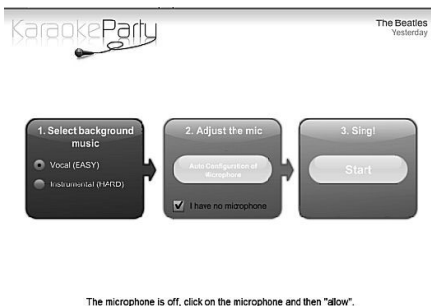 KaraokeParty
The Beatles
Yesterday
1. Select background
music
Vocal (EASY)
Instrumental (HARD)
2. Adjust the mic
Auto Configuration of
Microphone
I have no microphone
3. Sing!
Start
The microphone is off, click on the microphone and then "allow".